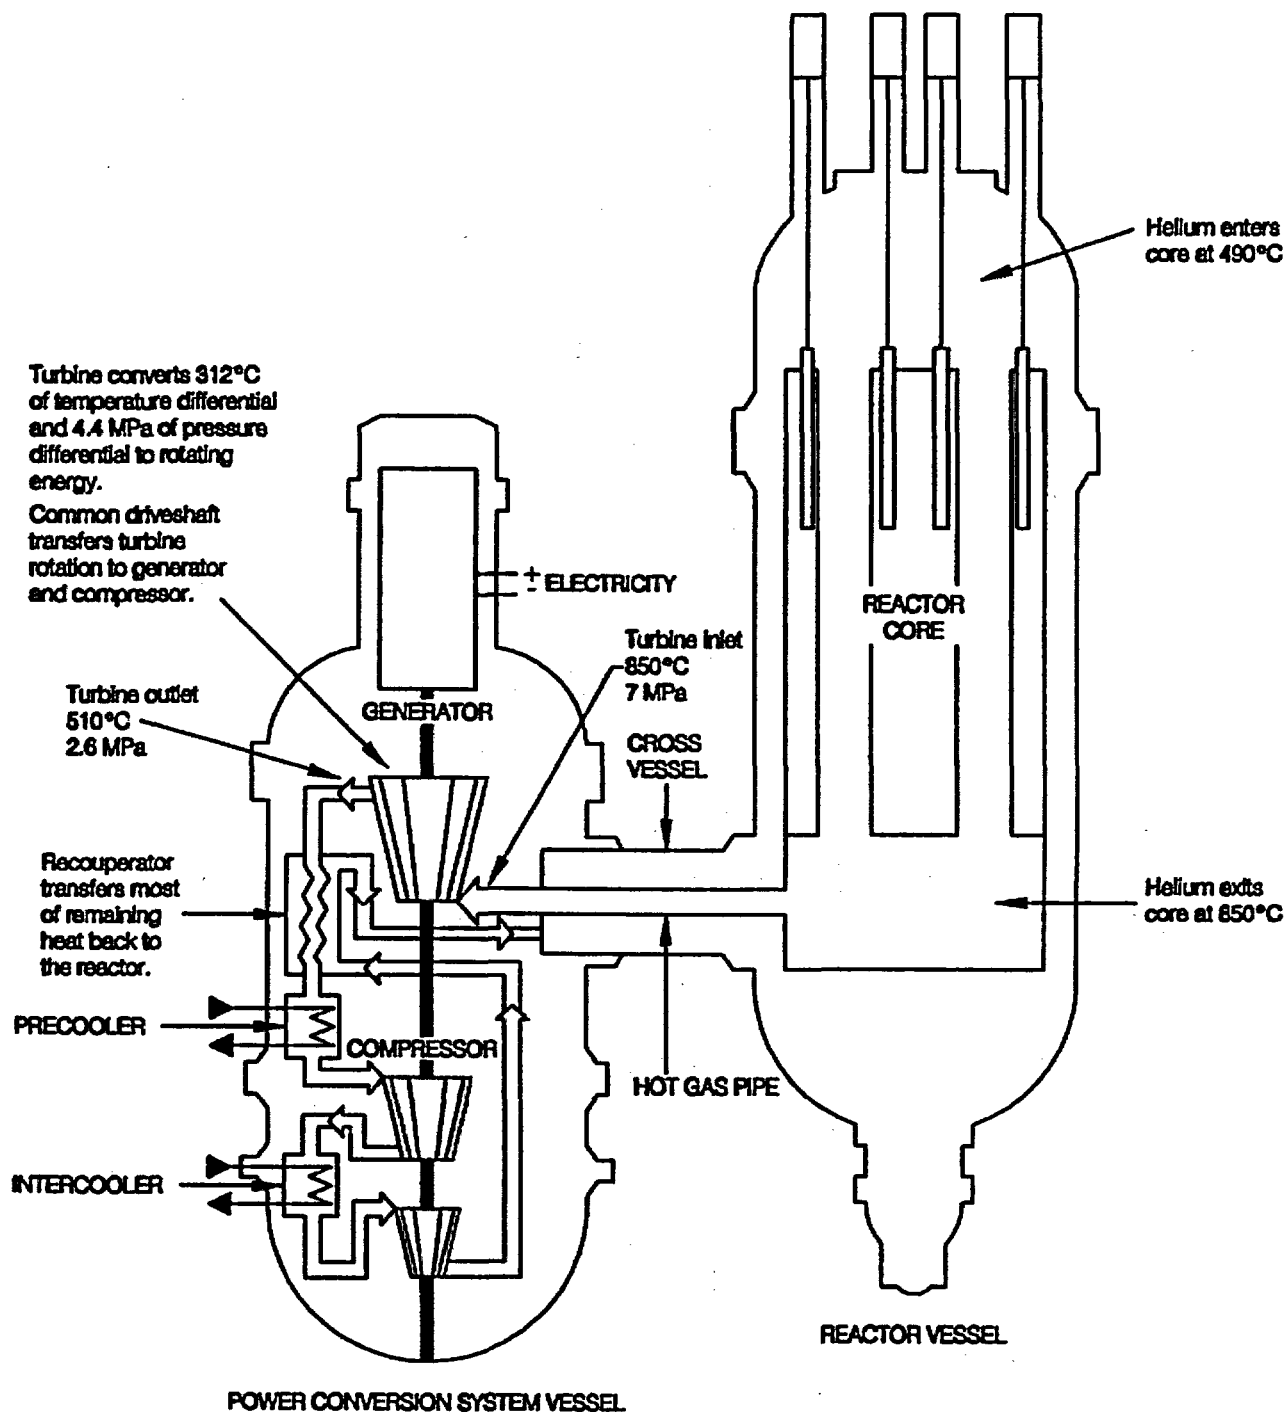 Helium enters
core at 490°C
Turbine converts 312°C
of temperature differential
and 4.4 MPa of pressure
differential to rotating
energy.
Common driveshaft
transfers turbine
rotation to generator
and compressor.
+
- ELECTRICITY
REACTOR
CORE
Turbine inlet
850°C
7 MPa
Turbine outlet
510°C
2.6 MPa
GENERATOR
CROSS
VESSEL
Recouperator
transfers most
of remaining
heat back to
the reactor.
Helium exits
core at 850°C
PRECOOLER
COMPRESSOR
HOT GAS PIPE
INTERCOOLER
REACTOR VESSEL
POWER CONVERSION SYSTEM VESSEL